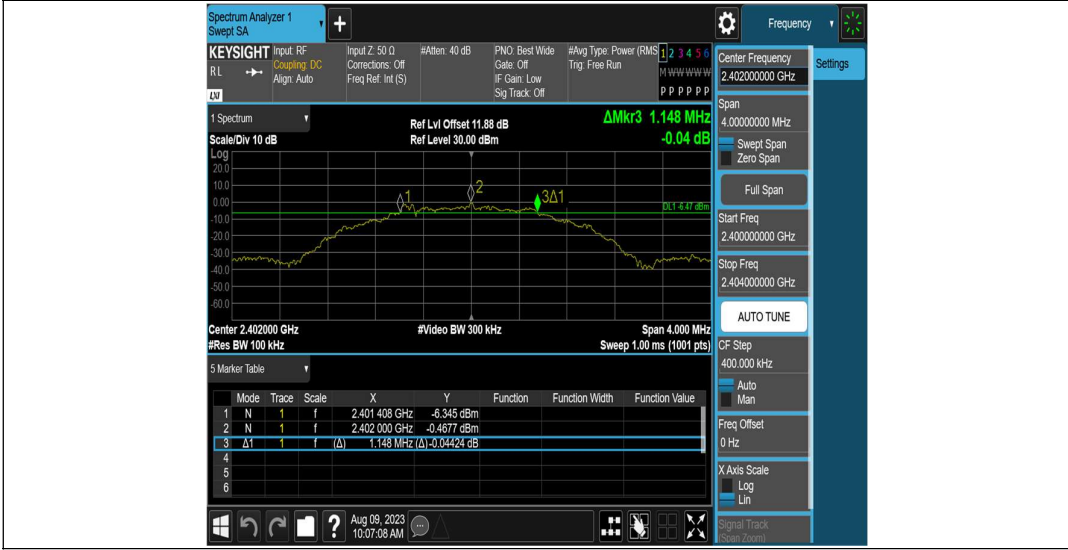 Spectrum Analyzer 1
Swept SA
+
Frequency
KEYSIGHT Input: RF
Coupling: DC
Align: Auto
RL
LXI
Input Z: 50 Ω
Corrections: Off
Freq Ref: Int (S)
#Atten: 40 dB
PNO: Best Wide
Gate: Off
IF Gain: Low
Sig Track: Off
#Avg Type: Power (RMS
Trig: Free Run
1 2 3 4 5 6
M W W W W W
P P P P P P
1 Spectrum
Scale/Div 10 dB
Ref Lvl Offset 11.88 dB
Ref Level 30.00 dBm
ΔMkr3 1.148 MHz
-0.04 dB
Log
20.0
10.0
0.00
-10.0
-20.0
-30.0
-40.0
-50.0
-60.0
1
2
3Δ1
DL1 -6.47 dBm
Center 2.402000 GHz
#Res BW 100 kHz
#Video BW 300 kHz
Span 4.000 MHz
Sweep 1.00 ms (1001 pts)
5 Marker Table
Mode Trace Scale X Y Function Function Width Function Value
1 N 1 f 2.401 408 GHz -6.345 dBm
2 N 1 f 2.402 000 GHz -0.4677 dBm
3 Δ1 1 f (Δ) 1.148 MHz (Δ) -0.04424 dB
4
5
6
?
Aug 09, 2023
10:07:08 AM
Center Frequency
2.402000000 GHz
Settings
Span
4.00000000 MHz
Swept Span
Zero Span
Full Span
Start Freq
2.400000000 GHz
Stop Freq
2.404000000 GHz
AUTO TUNE
CF Step
400.000 kHz
Auto
Man
Freq Offset
0 Hz
X Axis Scale
Log
Lin
Signal Track
(Span Zoom)